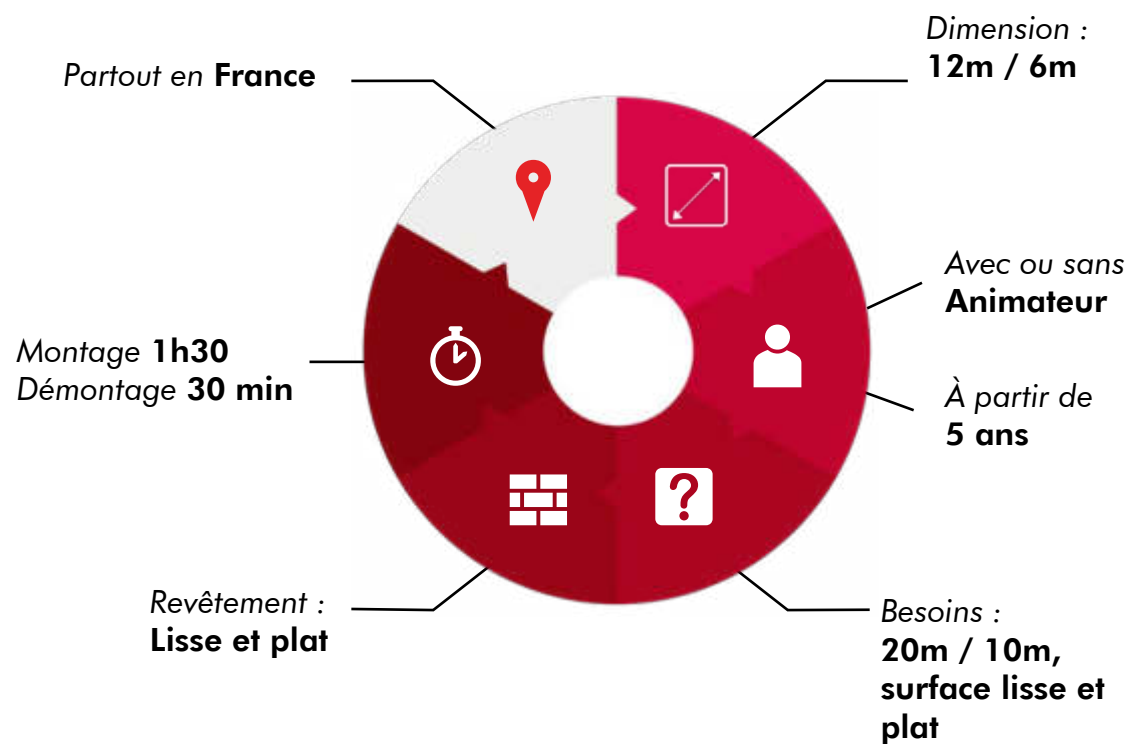 Dimension :
12m / 6m
Partout en France
Avec ou sans
Animateur
Montage 1h30
Démontage 30 min
À partir de
5 ans
Revêtement :
Lisse et plat
Besoins :
20m / 10m,
surface lisse et
plat